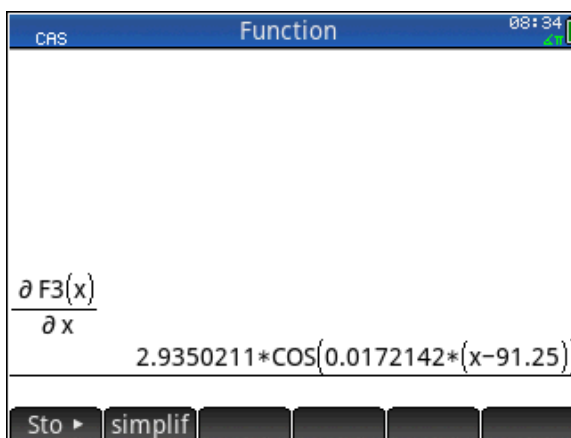 CAS Function 08:34
∡π
∂ F3(x)
∂ x
2.9350211*COS(0.0172142*(x−91.25)
Sto ► simplif